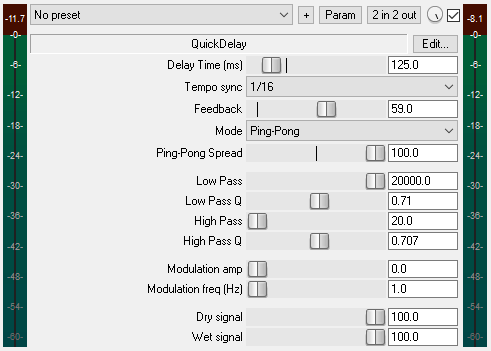 -11.7 No preset + Param 2 in 2 out -8.1
-0- -0-
QuickDelay Edit...
-6- Delay Time (ms) 125.0 -6-
-12- Tempo sync 1/16 -12-
Feedback 59.0
-18- Mode Ping-Pong -18-
-24- Ping-Pong Spread 100.0 -24-
-30- Low Pass 20000.0 -30-
Low Pass Q 0.71
-36- High Pass 20.0 -36-
-42- High Pass Q 0.707 -42-
-48- Modulation amp 0.0 -48-
Modulation freq (Hz) 1.0
-54- Dry signal 100.0 -54-
-60- Wet signal 100.0 -60-